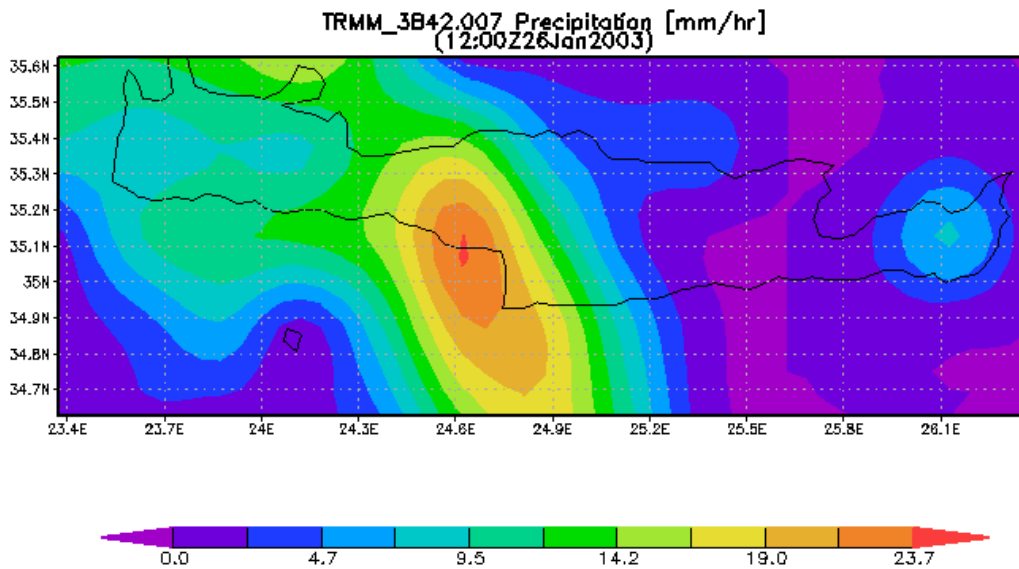 TRMM_3B42.007 Precipitation [mm/hr]
(12:00Z26Jan2003)
35.6N
35.5N
35.4N
35.3N
35.2N
35.1N
35N
34.9N
34.8N
34.7N
23.4E 23.7E 24E 24.3E 24.6E 24.9E 25.2E 25.5E 25.8E 26.1E
0.0 4.7 9.5 14.2 19.0 23.7